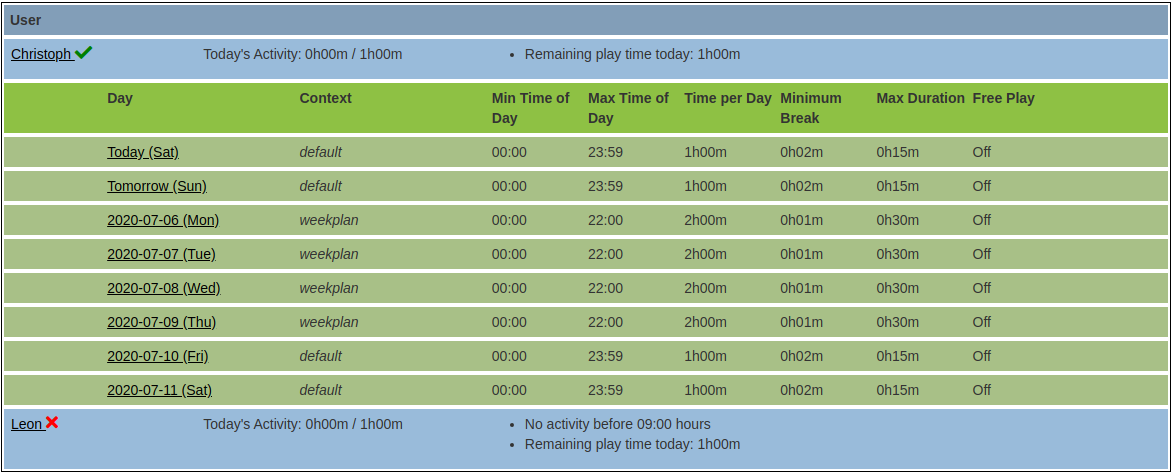 User
Christoph Today's Activity: 0h00m / 1h00m • Remaining play time today: 1h00m
Day Context Min Time of Day Max Time of Day Time per Day Minimum Break Max Duration Free Play
Today (Sat) default 00:00 23:59 1h00m 0h02m 0h15m Off
Tomorrow (Sun) default 00:00 23:59 1h00m 0h02m 0h15m Off
2020-07-06 (Mon) weekplan 00:00 22:00 2h00m 0h01m 0h30m Off
2020-07-07 (Tue) weekplan 00:00 22:00 2h00m 0h01m 0h30m Off
2020-07-08 (Wed) weekplan 00:00 22:00 2h00m 0h01m 0h30m Off
2020-07-09 (Thu) weekplan 00:00 22:00 2h00m 0h01m 0h30m Off
2020-07-10 (Fri) default 00:00 23:59 1h00m 0h02m 0h15m Off
2020-07-11 (Sat) default 00:00 23:59 1h00m 0h02m 0h15m Off
Leon Today's Activity: 0h00m / 1h00m • No activity before 09:00 hours
• Remaining play time today: 1h00m